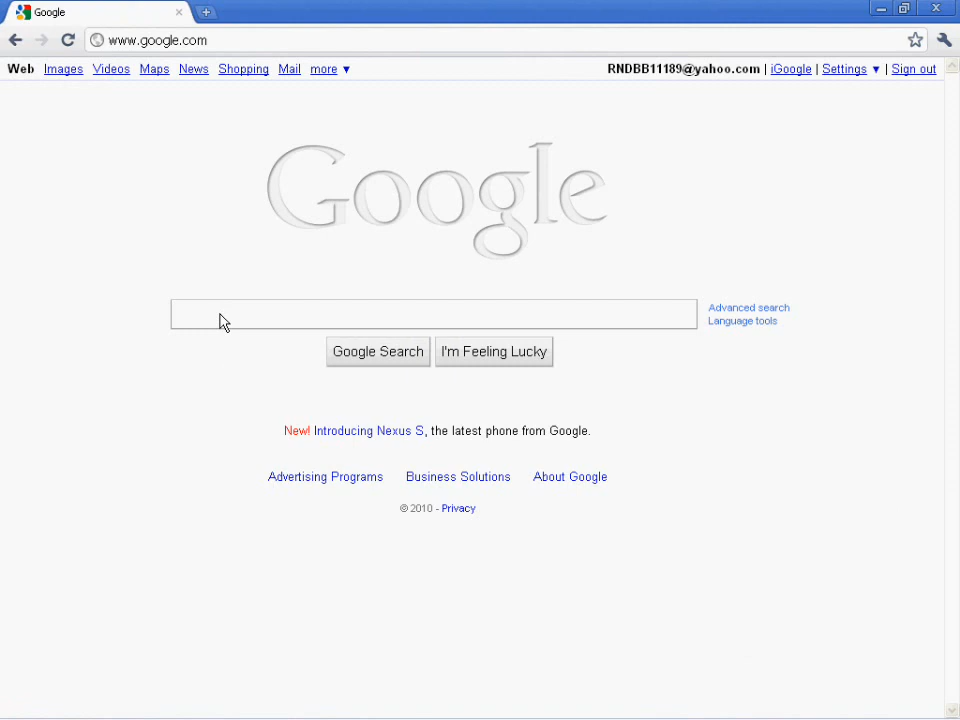 Google
www.google.com
Web Images Videos Maps News Shopping Mail more ▼ RNDBB11189@yahoo.com | iGoogle | Settings ▼ | Sign out
Google
Advanced search
Language tools
Google Search I'm Feeling Lucky
New! Introducing Nexus S, the latest phone from Google.
Advertising Programs Business Solutions About Google
© 2010 - Privacy